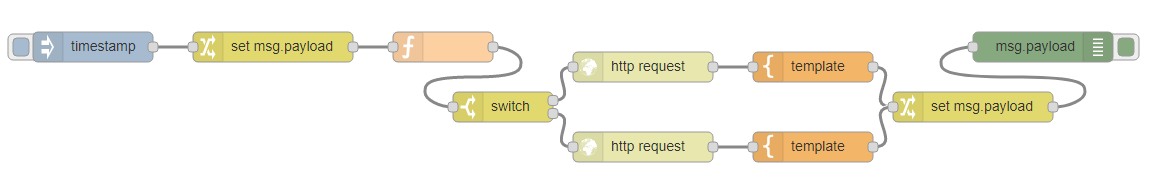 timestamp
set msg.payload
switch
http request
template
http request
template
set msg.payload
msg.payload